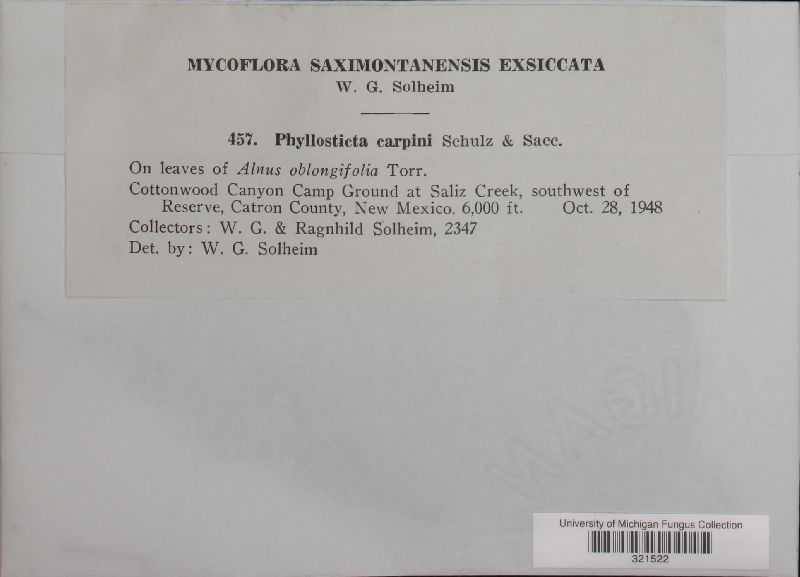 MYCOFLORA SAXIMONTANENSIS EXSICCATA
W. G. Solheim
457. Phyllosticta carpini Schulz & Sacc.
On leaves of Alnus oblongifolia Torr.
Cottonwood Canyon Camp Ground at Saliz Creek, southwest of
Reserve, Catron County, New Mexico, 6,000 ft. Oct. 28, 1948
Collectors: W. G. & Ragnhild Solheim, 2347
Det. by: W. G. Solheim
University of Michigan Fungus Collection
321522